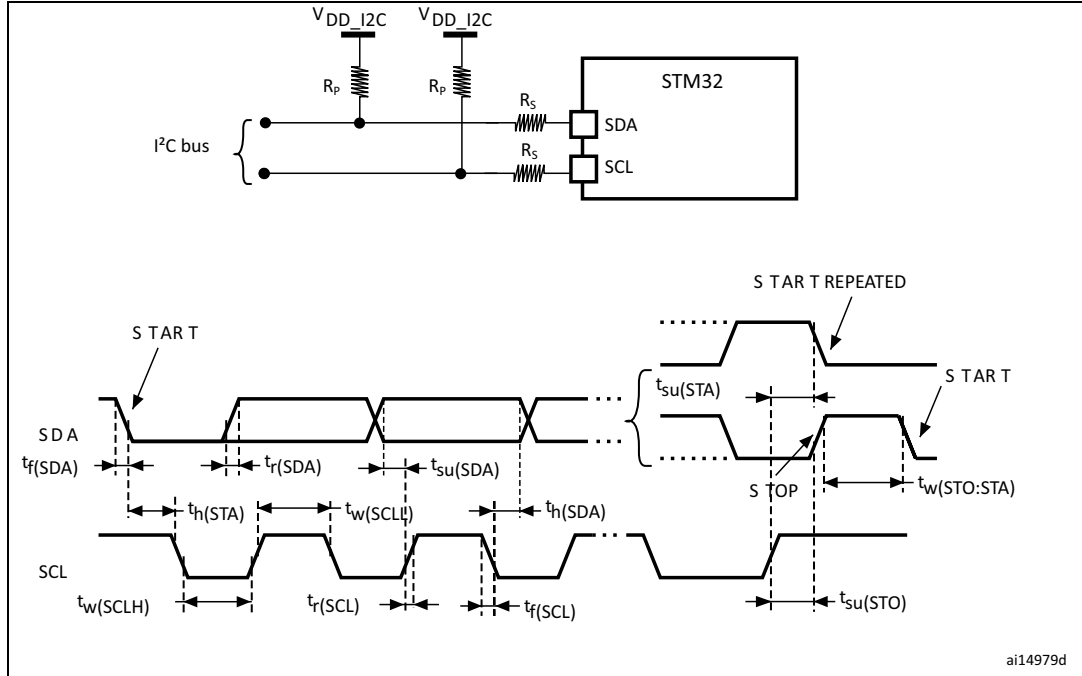 VDD_I2C VDD_I2C
RP RP
STM32
RS
SDA
I²C bus
RS
SCL
S TAR T REPEATED
S TAR T
S TAR T
tsu(STA)
SDA
tf(SDA) tr(SDA) tsu(SDA)
S TOP
tw(STO:STA)
th(STA) tw(SCLL) th(SDA)
SCL
tw(SCLH) tr(SCL) tf(SCL) tsu(STO)
ai14979d